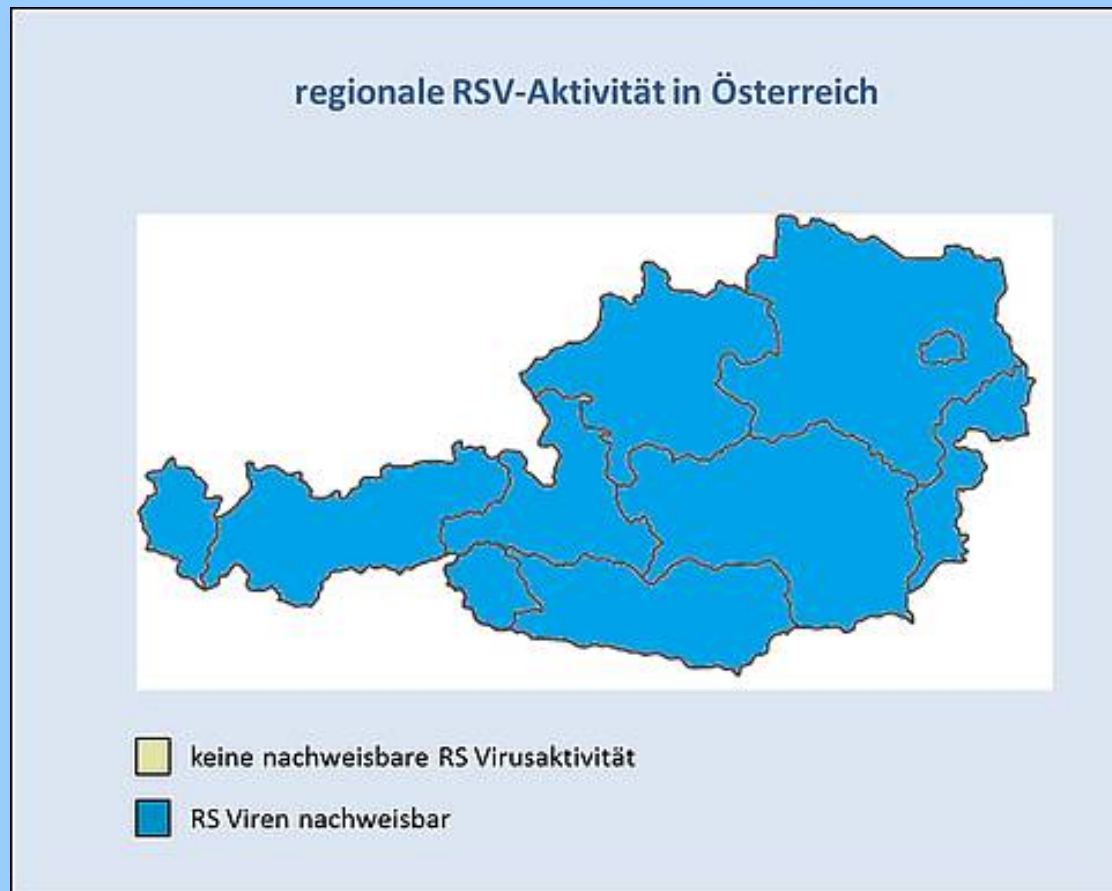 regionale RSV-Aktivität in Österreich
keine nachweisbare RS Virusaktivität
RS Viren nachweisbar